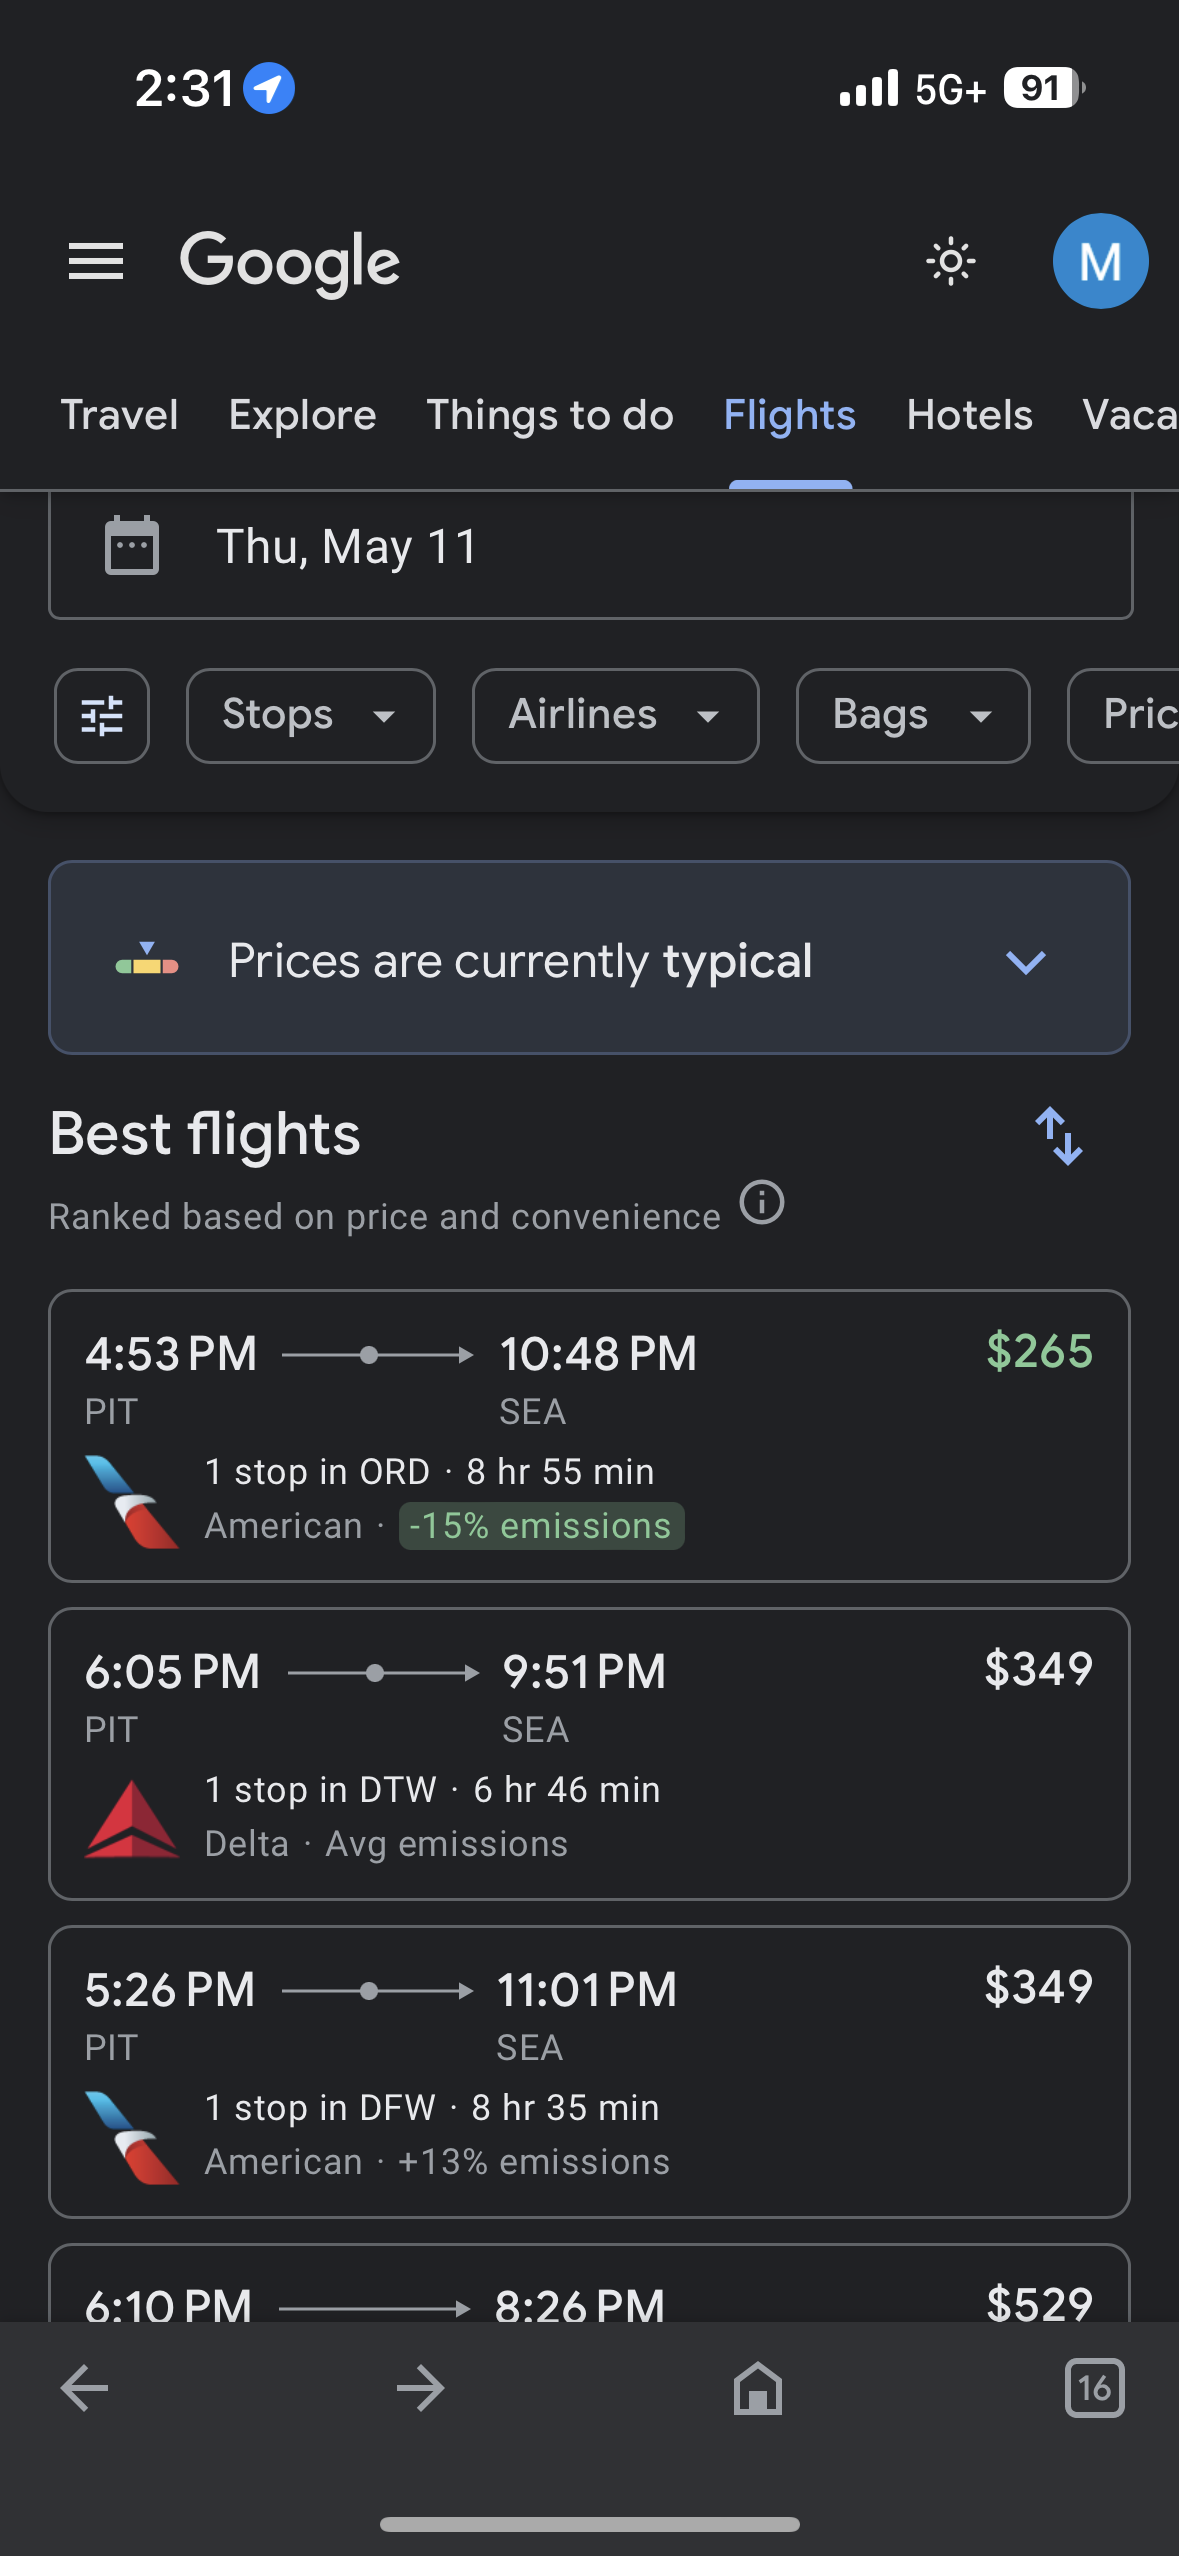 2:31 5G+ 91
Google M
Travel Explore Things to do Flights Hotels Vaca
Thu, May 11
Stops Airlines Bags Pric
Prices are currently typical
Best flights
Ranked based on price and convenience
4:53 PM 10:48 PM $265
PIT SEA
1 stop in ORD · 8 hr 55 min
American · -15% emissions
6:05 PM 9:51 PM $349
PIT SEA
1 stop in DTW · 6 hr 46 min
Delta · Avg emissions
5:26 PM 11:01 PM $349
PIT SEA
1 stop in DFW · 8 hr 35 min
American · +13% emissions
6:10 PM 8:26 PM $529
16